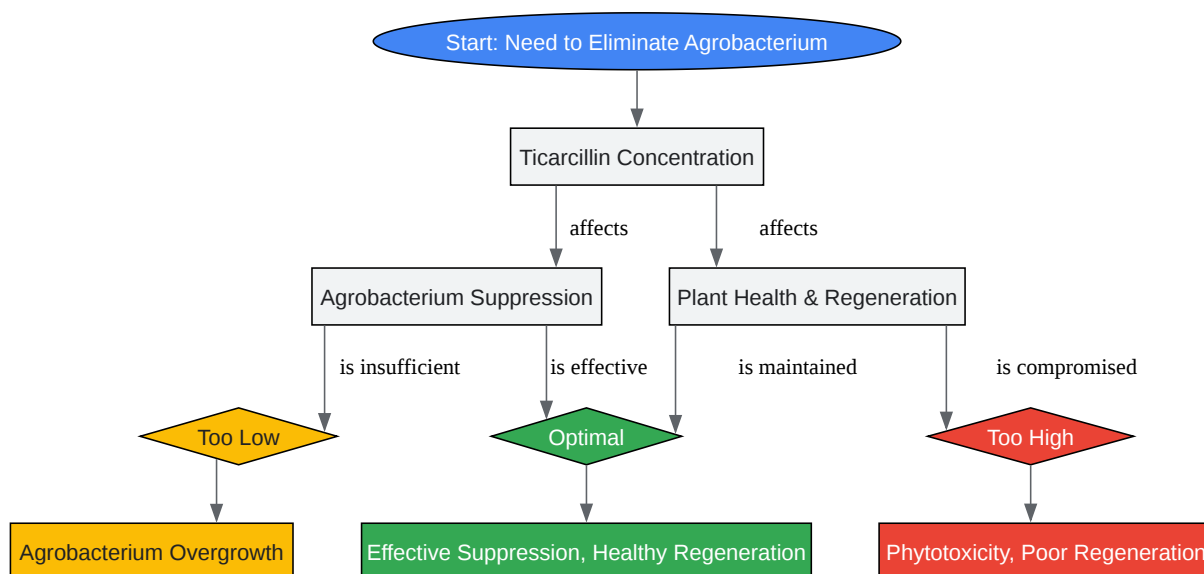 Start: Need to Eliminate Agrobacterium
Ticarcillin Concentration
affects
affects
Agrobacterium Suppression
Plant Health & Regeneration
is insufficient
is effective
is maintained
is compromised
Too Low
Optimal
Too High
Agrobacterium Overgrowth
Effective Suppression, Healthy Regeneration
Phytotoxicity, Poor Regeneration